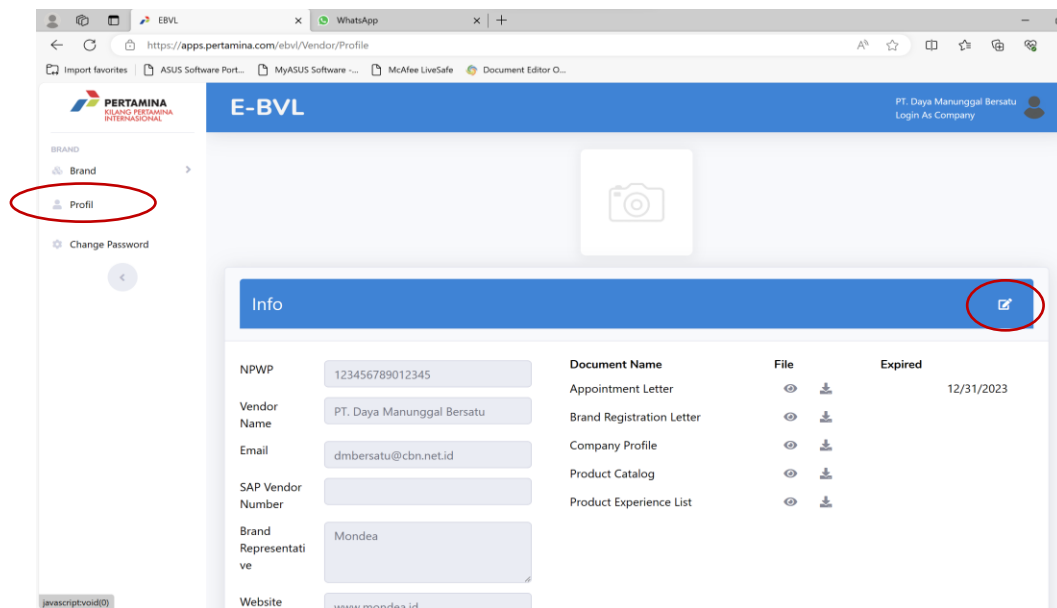 EBVL
WhatsApp
https://apps.pertamina.com/ebvl/Vendor/Profile
Import favorites
ASUS Software Port...
MyASUS Software -...
McAfee LiveSafe
Document Editor O...
PERTAMINA
KILANG PERTAMINA
INTERNASIONAL
E-BVL
PT. Daya Manunggal Bersatu
Login As Company
BRAND
Brand
Profil
Change Password
Info
NPWP
123456789012345
Vendor
Name
PT. Daya Manunggal Bersatu
Email
dmbersatu@cbn.net.id
SAP Vendor
Number
Brand
Representati
ve
Mondea
Website
www.mondea.id
Document Name File Expired
Appointment Letter 12/31/2023
Brand Registration Letter
Company Profile
Product Catalog
Product Experience List
javascript:void(0)